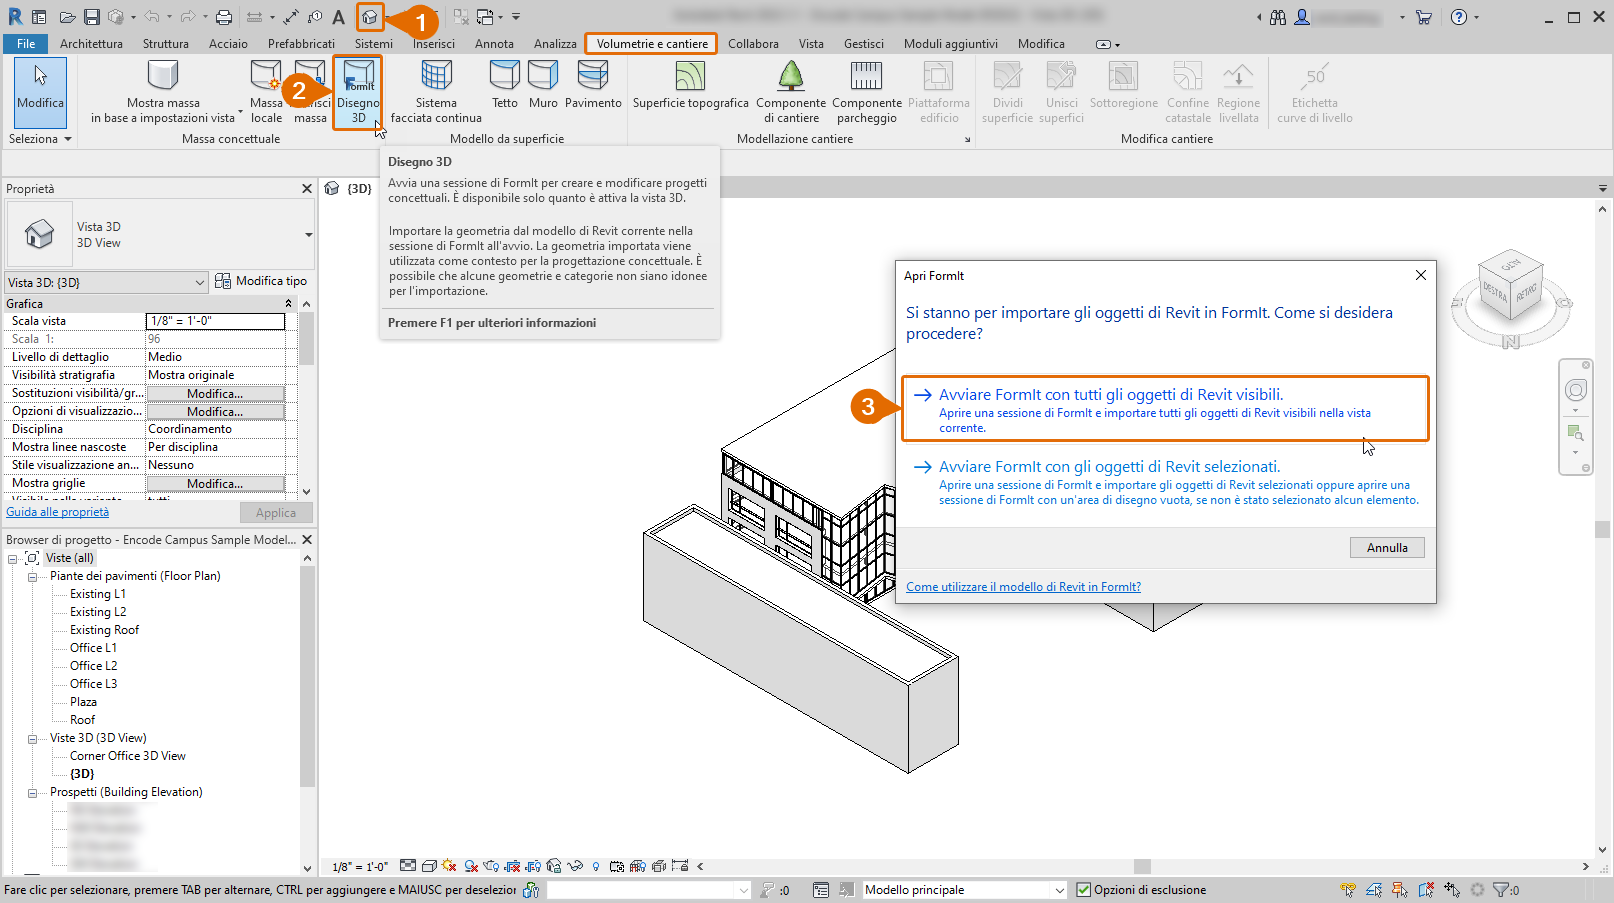 R
A
1
File
Architettura
Struttura
Acciaio
Prefabbricati
Sistemi
Inserisci
Annota
Analizza
Volumetrie e cantiere
Collabora
Vista
Gestisci
Moduli aggiuntivi
Modifica
Modifica
Mostra massa
in base a impostazioni vista
Massa
locale
massa
2
FormIt
Disegno
3D
Sistema
facciata continua
Tetto
Muro
Pavimento
Superficie topografica
Componente
di cantiere
Componente
parcheggio
Piattaforma
edificio
Dividi
superficie
Unisci
superfici
Sottoregione
Confine
catastale
Regione
livellata
50
Etichetta
curve di livello
Seleziona
Massa concettuale
Modello da superficie
Modellazione cantiere
Modifica cantiere
Disegno 3D
Avvia una sessione di FormIt per creare e modificare progetti
concettuali. È disponibile solo quanto è attiva la vista 3D.
Importare la geometria dal modello di Revit corrente nella
sessione di FormIt all'avvio. La geometria importata viene
utilizzata come contesto per la progettazione concettuale. È
possibile che alcune geometrie e categorie non siano idonee
per l'importazione.
Premere F1 per ulteriori informazioni
Proprietà
{3D}
Vista 3D
3D View
Vista 3D: {3D}
Modifica tipo
Grafica
Scala vista
1/8" = 1'-0"
Scala 1:
96
Livello di dettaglio
Medio
Visibilità stratigrafia
Mostra originale
Sostituzioni visibilità/gr...
Modifica...
Opzioni di visualizzazio...
Modifica...
Disciplina
Coordinamento
Mostra linee nascoste
Per disciplina
Stile visualizzazione an...
Nessuno
Mostra griglie
Modifica...
Guida alle proprietà
Applica
Browser di progetto - Encode Campus Sample Model...
Viste (all)
Piante dei pavimenti (Floor Plan)
Existing L1
Existing L2
Existing Roof
Office L1
Office L2
Office L3
Plaza
Roof
Viste 3D (3D View)
Corner Office 3D View
{3D}
Prospetti (Building Elevation)
Apri FormIt
Si stanno per importare gli oggetti di Revit in FormIt. Come si desidera
procedere?
3
Avviare FormIt con tutti gli oggetti di Revit visibili.
Aprire una sessione di FormIt e importare tutti gli oggetti di Revit visibili nella vista
corrente.
Avviare FormIt con gli oggetti di Revit selezionati.
Aprire una sessione di FormIt e importare gli oggetti di Revit selezionati oppure aprire una
sessione di FormIt con un'area di disegno vuota, se non è stato selezionato alcun elemento.
Annulla
Come utilizzare il modello di Revit in FormIt?
DESTRA
N
1/8" = 1'-0"
Fare clic per selezionare, premere TAB per alternare, CTRL per aggiungere e MAIUSC per deselezior
:0
Modello principale
Opzioni di esclusione
:0